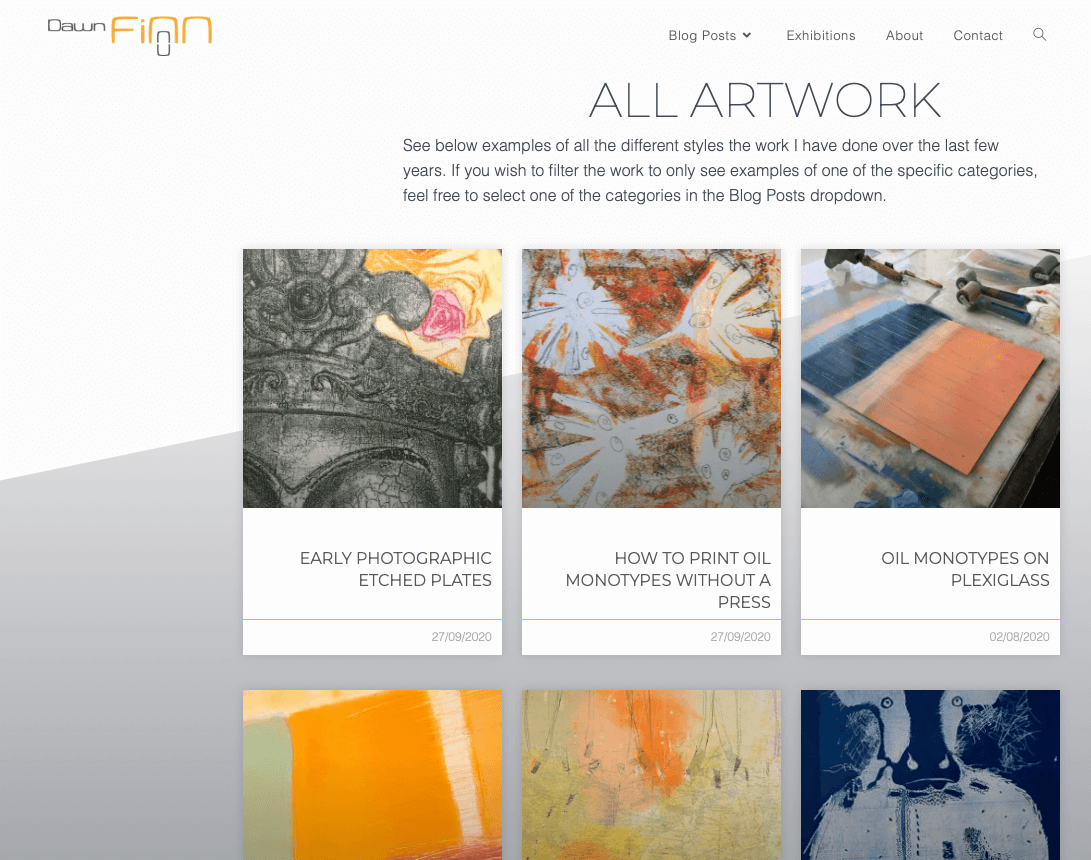 Dawn Finn
Blog Posts Exhibitions About Contact
ALL ARTWORK
See below examples of all the different styles the work I have done over the last few
years. If you wish to filter the work to only see examples of one of the specific categories,
feel free to select one of the categories in the Blog Posts dropdown.
EARLY PHOTOGRAPHIC
ETCHED PLATES
27/09/2020
HOW TO PRINT OIL
MONOTYPES WITHOUT A
PRESS
27/09/2020
OIL MONOTYPES ON
PLEXIGLASS
02/08/2020